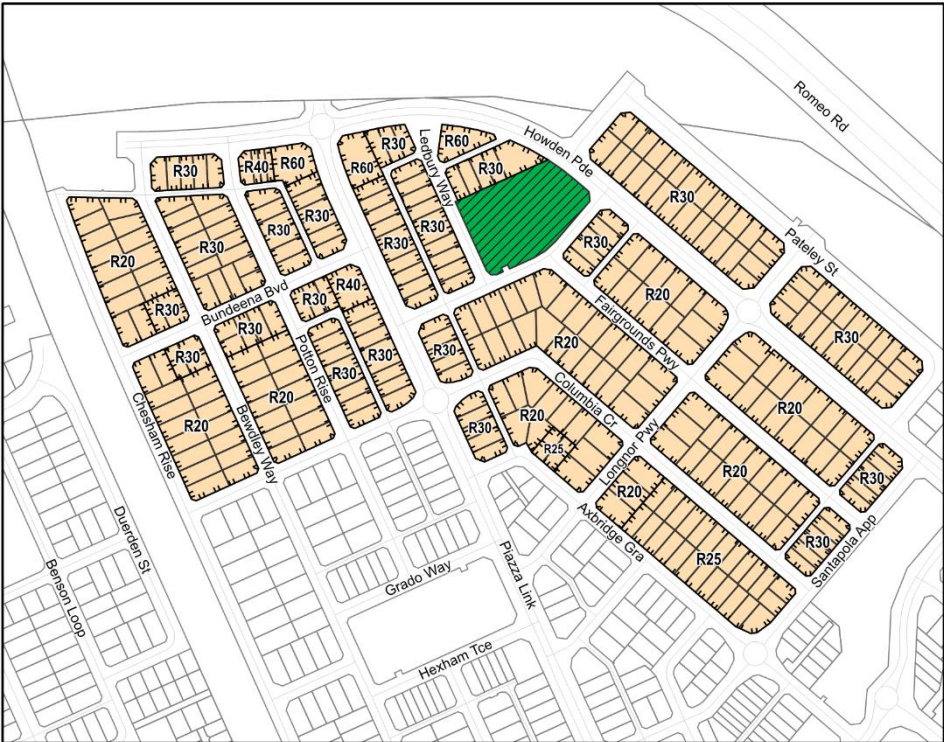 Romeo Rd
Howden Pde
Ledbury Way
R60
R30
R30
R40
R60
R60
R30
R30
R30
Pateley St
R20
R30
R30
R30
R30
R30
R30
R20
Fairgrounds Pwy
R30
Bundeena Bvd
R30
R40
R30
R30
R30
R20
R30
R30
R30
Potton Rise
Columbia Cr
R20
Chesham Rise
R20
Bewdley Way
R20
R30
R20
R25
Longnor Pwy
R20
R20
R30
R30
Santapola App
R25
Axbridge Gra
Duerden St
Benson Loop
Grado Way
Piazza Link
Hexham Tce